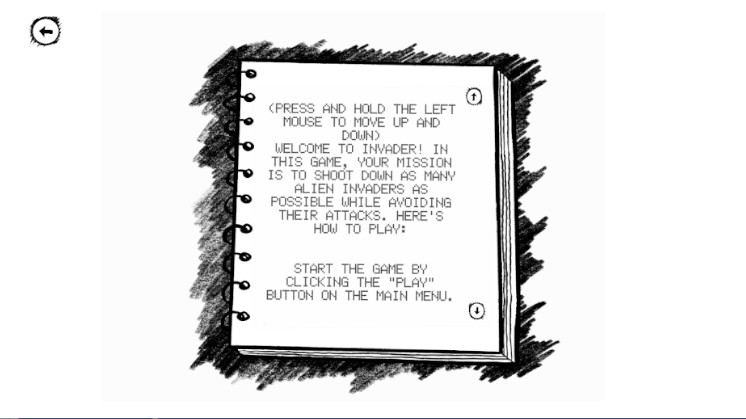 (PRESS AND HOLD THE LEFT
MOUSE TO MOVE UP AND
DOWN)
WELCOME TO INVADER! IN
THIS GAME, YOUR MISSION
IS TO SHOOT DOWN AS MANY
ALIEN INVADERS AS
POSSIBLE WHILE AVOIDING
THEIR ATTACKS. HERE'S
HOW TO PLAY:
START THE GAME BY
CLICKING THE "PLAY"
BUTTON ON THE MAIN MENU.